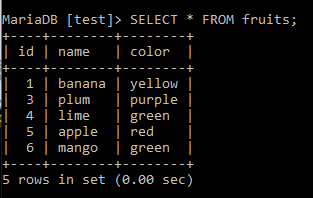 MariaDB [test]> SELECT * FROM fruits;
+----+--------+--------+
| id | name   | color  |
+----+--------+--------+
|  1 | banana | yellow |
|  3 | plum   | purple |
|  4 | lime   | green  |
|  5 | apple  | red    |
|  6 | mango  | green  |
+----+--------+--------+
5 rows in set (0.00 sec)